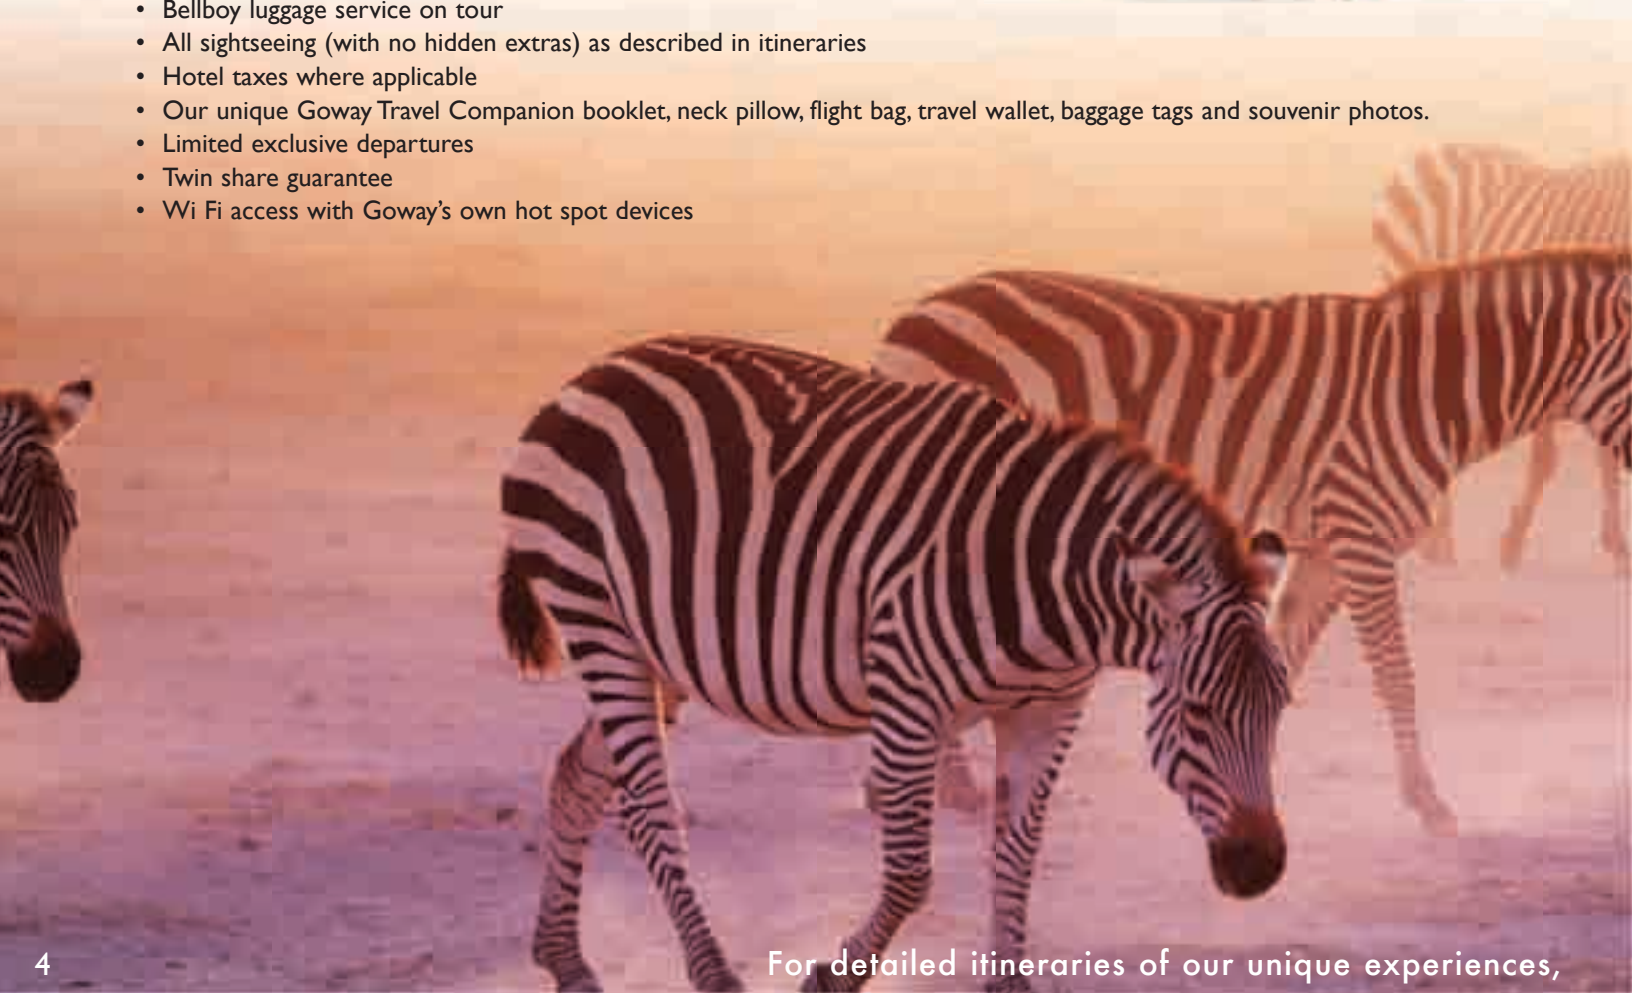 • Bellboy luggage service on tour
• All sightseeing (with no hidden extras) as described in itineraries
• Hotel taxes where applicable
• Our unique Goway Travel Companion booklet, neck pillow, flight bag, travel wallet, baggage tags and souvenir photos.
• Limited exclusive departures
• Twin share guarantee
• Wi Fi access with Goway’s own hot spot devices
4
For detailed itineraries of our unique experiences,